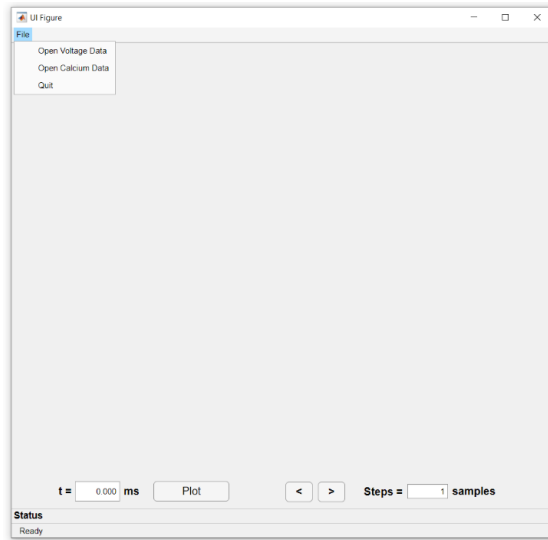 UI Figure
File
Open Voltage Data
Open Calcium Data
Quit
t = 0.000 ms Plot < > Steps = 1 samples
Status
Ready